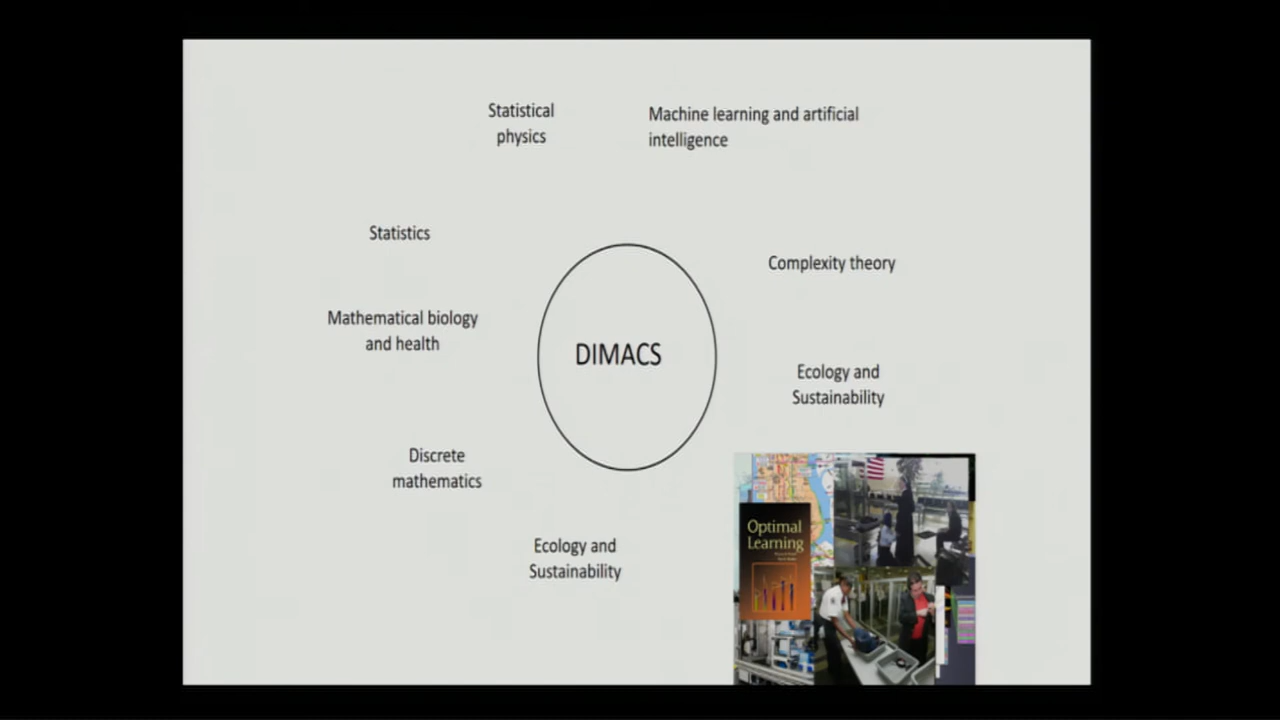 Statistical
physics
Machine learning and artificial
intelligence
Statistics
Complexity theory
Mathematical biology
and health
DIMACS
Ecology and
Sustainability
Discrete
mathematics
Optimal
Learning
Ecology and
Sustainability